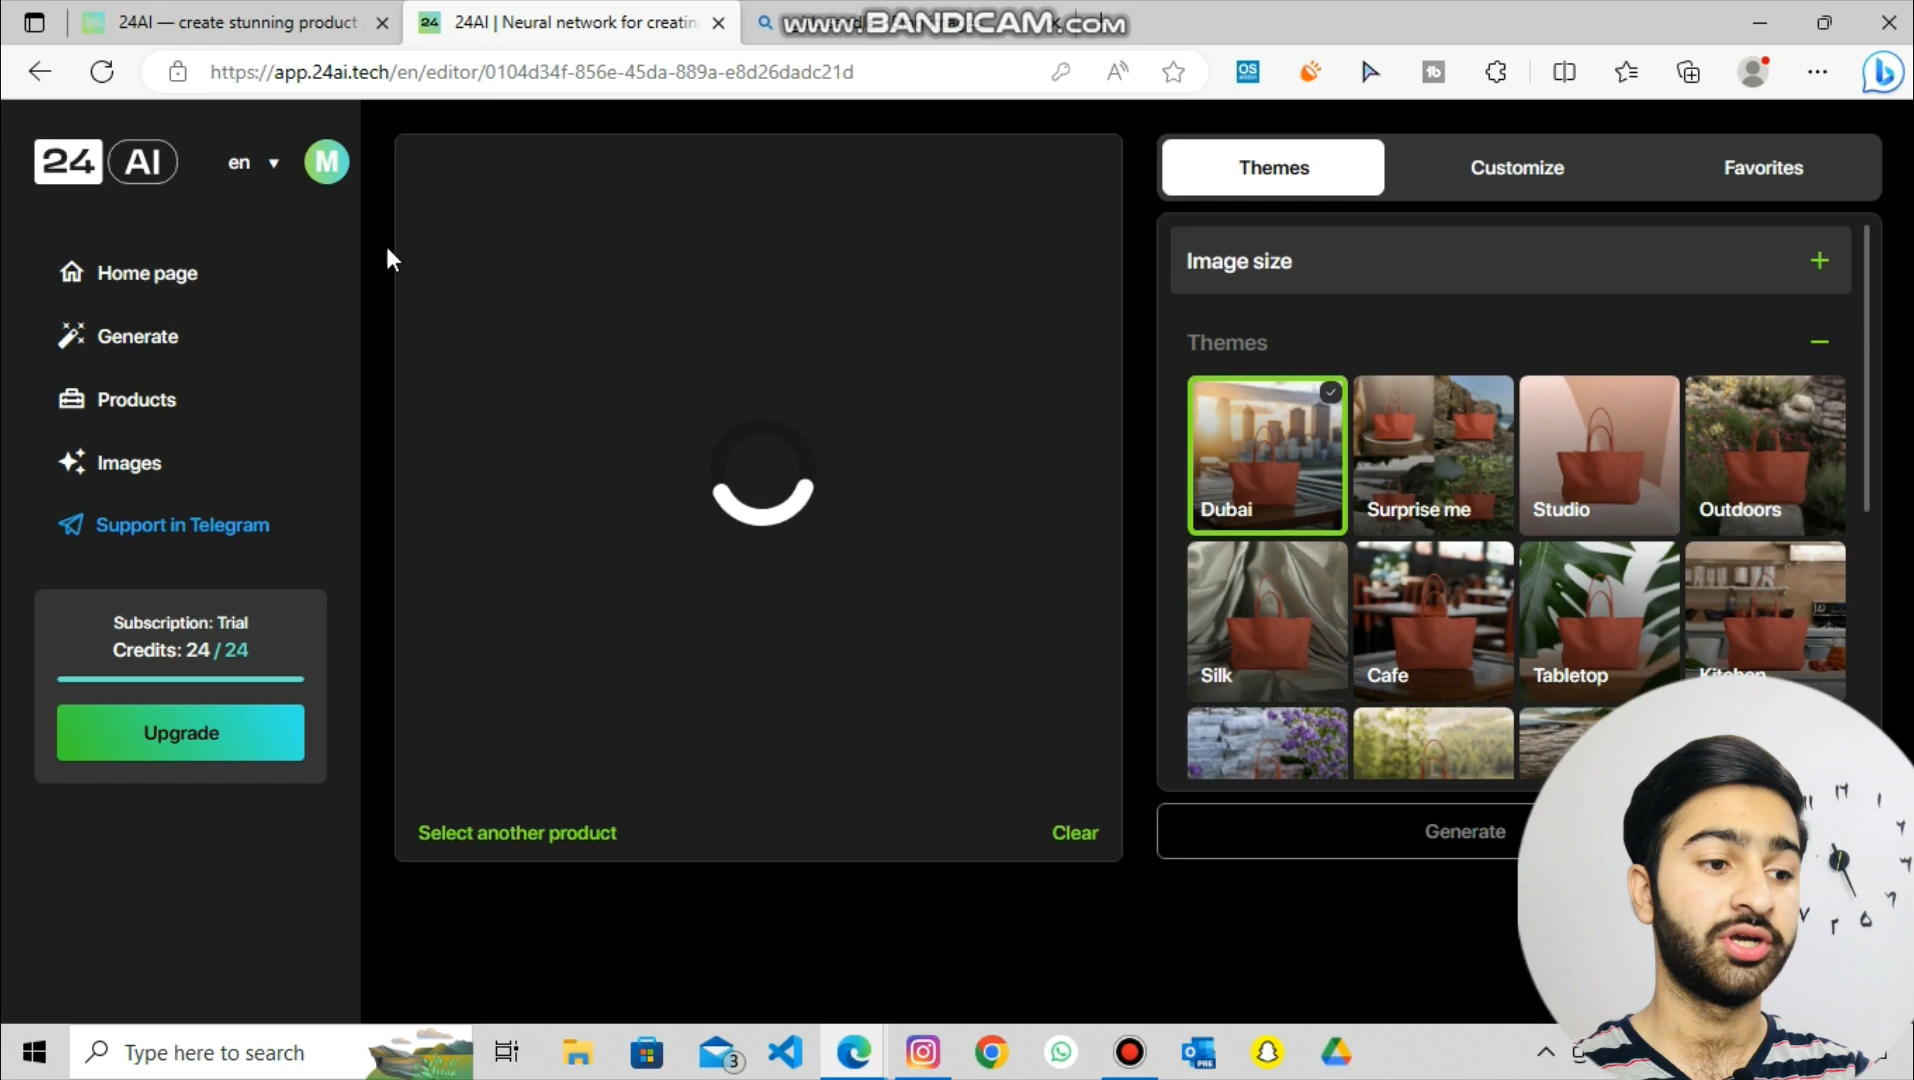 24AI — create stunning product
24AI | Neural network for creatin
www.BANDICAM.com
https://app.24ai.tech/en/editor/0104d34f-856e-45da-889a-e8d26dadc21d
24 AI
en
M
Home page
Generate
Products
Images
Support in Telegram
Subscription: Trial
Credits: 24 / 24
Upgrade
Select another product
Clear
Themes
Customize
Favorites
Image size
Themes
Dubai
Surprise me
Studio
Outdoors
Silk
Cafe
Tabletop
Kitchen
Generate
Type here to search
3